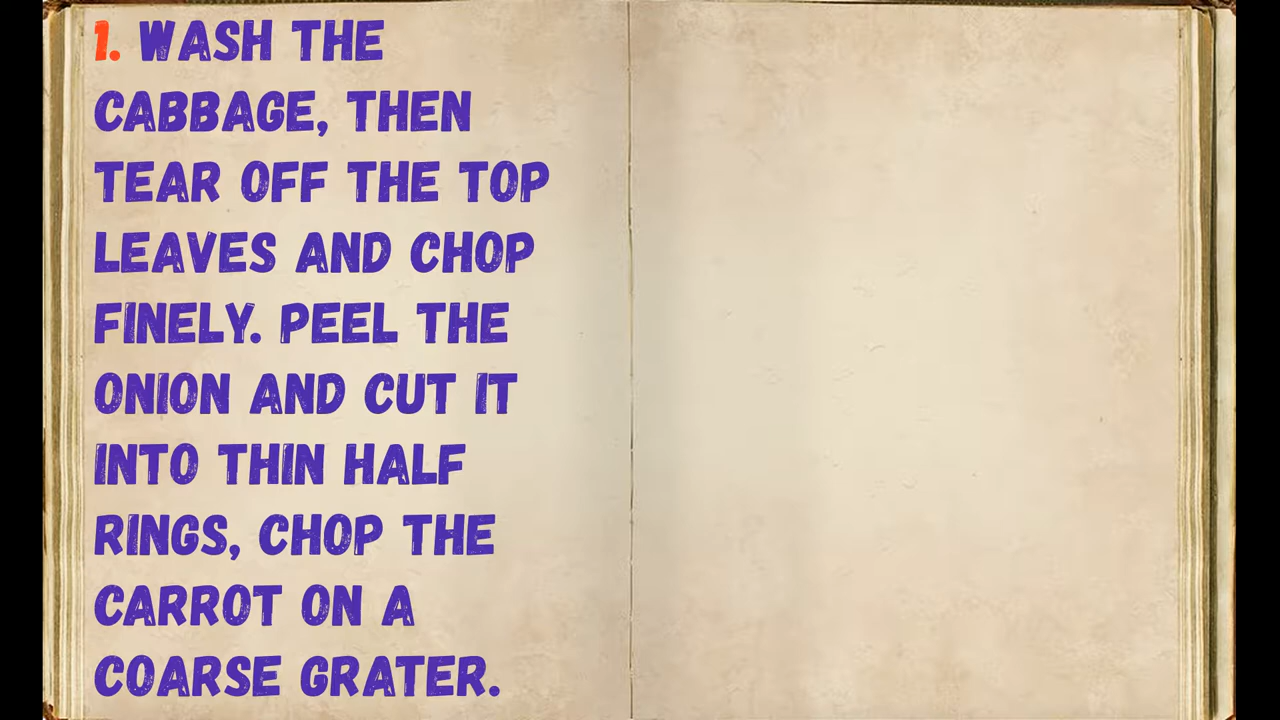 1. WASH THE
CABBAGE, THEN
TEAR OFF THE TOP
LEAVES AND CHOP
FINELY. PEEL THE
ONION AND CUT IT
INTO THIN HALF
RINGS, CHOP THE
CARROT ON A
COARSE GRATER.